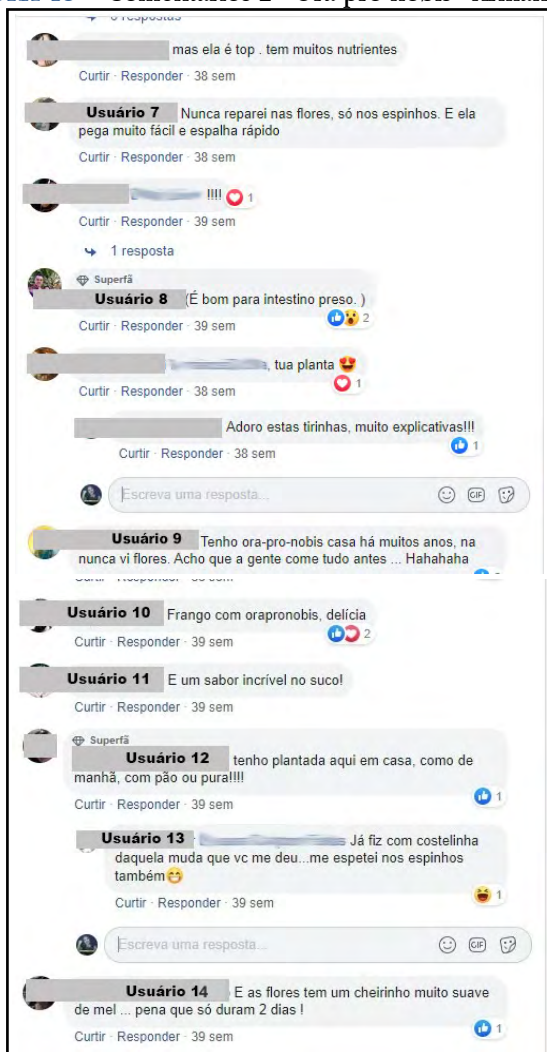 mas ela é top . tem muitos nutrientes
Curtir · Responder · 38 sem
Usuário 7 Nunca reparei nas flores, só nos espinhos. E ela
pega muito fácil e espalha rápido
Curtir · Responder · 38 sem
!!!! 1
Curtir · Responder · 39 sem
1 resposta
Superfã
Usuário 8 (É bom para intestino preso. )
2
Curtir · Responder · 39 sem
, tua planta
1
Curtir · Responder · 38 sem
Adoro estas tirinhas, muito explicativas!!!
1
Curtir · Responder · 38 sem
Escreva uma resposta...
GIF
Usuário 9 Tenho ora-pro-nobis casa há muitos anos, na
nunca vi flores. Acho que a gente come tudo antes ... Hahahaha
Usuário 10 Frango com orapronobis, delícia
2
Curtir · Responder · 39 sem
Usuário 11 E um sabor incrível no suco!
Curtir · Responder · 39 sem
Superfã
Usuário 12 tenho plantada aqui em casa, como de
manhã, com pão ou pura!!!!
1
Curtir · Responder · 39 sem
Usuário 13 Já fiz com costelinha
daquela muda que vc me deu...me espetei nos espinhos
também
1
Curtir · Responder · 39 sem
Escreva uma resposta...
GIF
Usuário 14 E as flores tem um cheirinho muito suave
de mel ... pena que só duram 2 dias !
1
Curtir · Responder · 39 sem